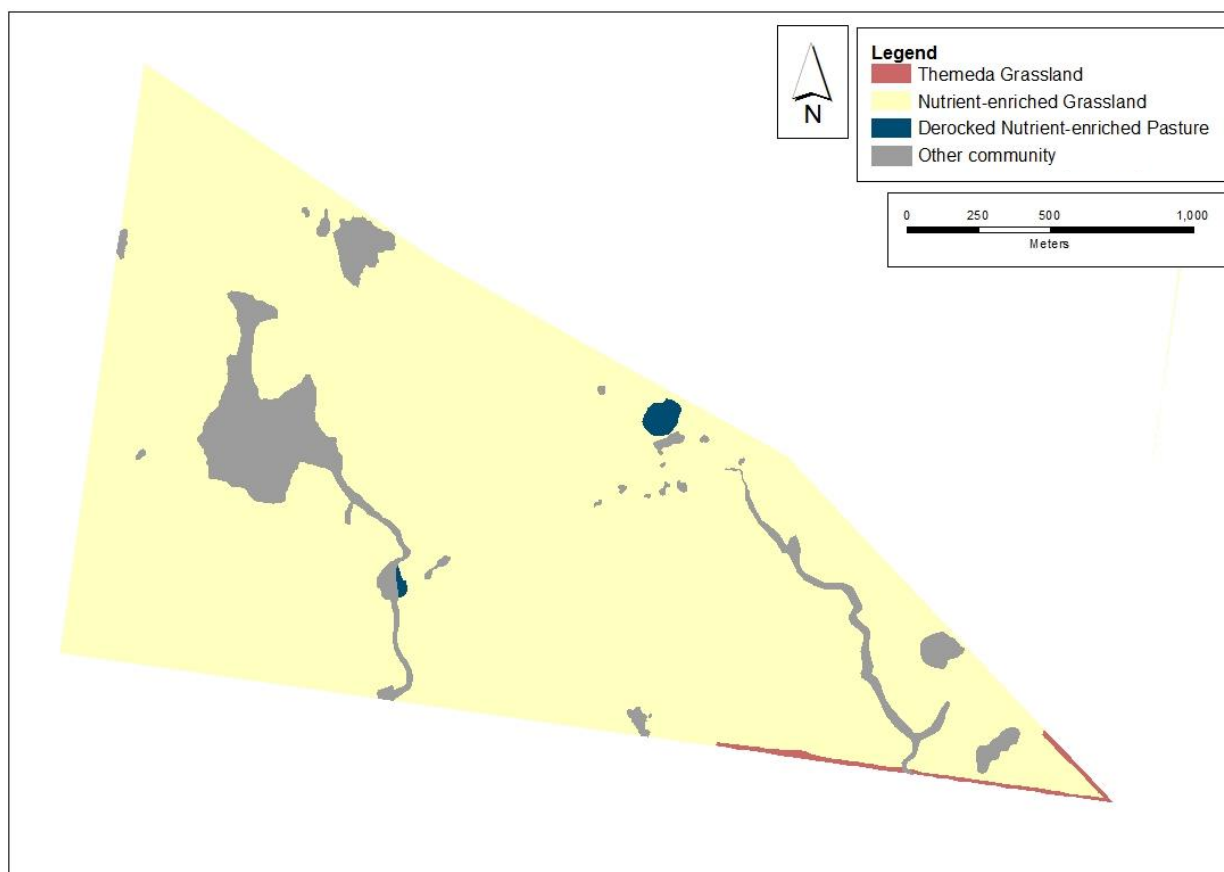 N
Legend
Themeda Grassland
Nutrient-enriched Grassland
Derocked Nutrient-enriched Pasture
Other community
0 250 500 1,000
Meters